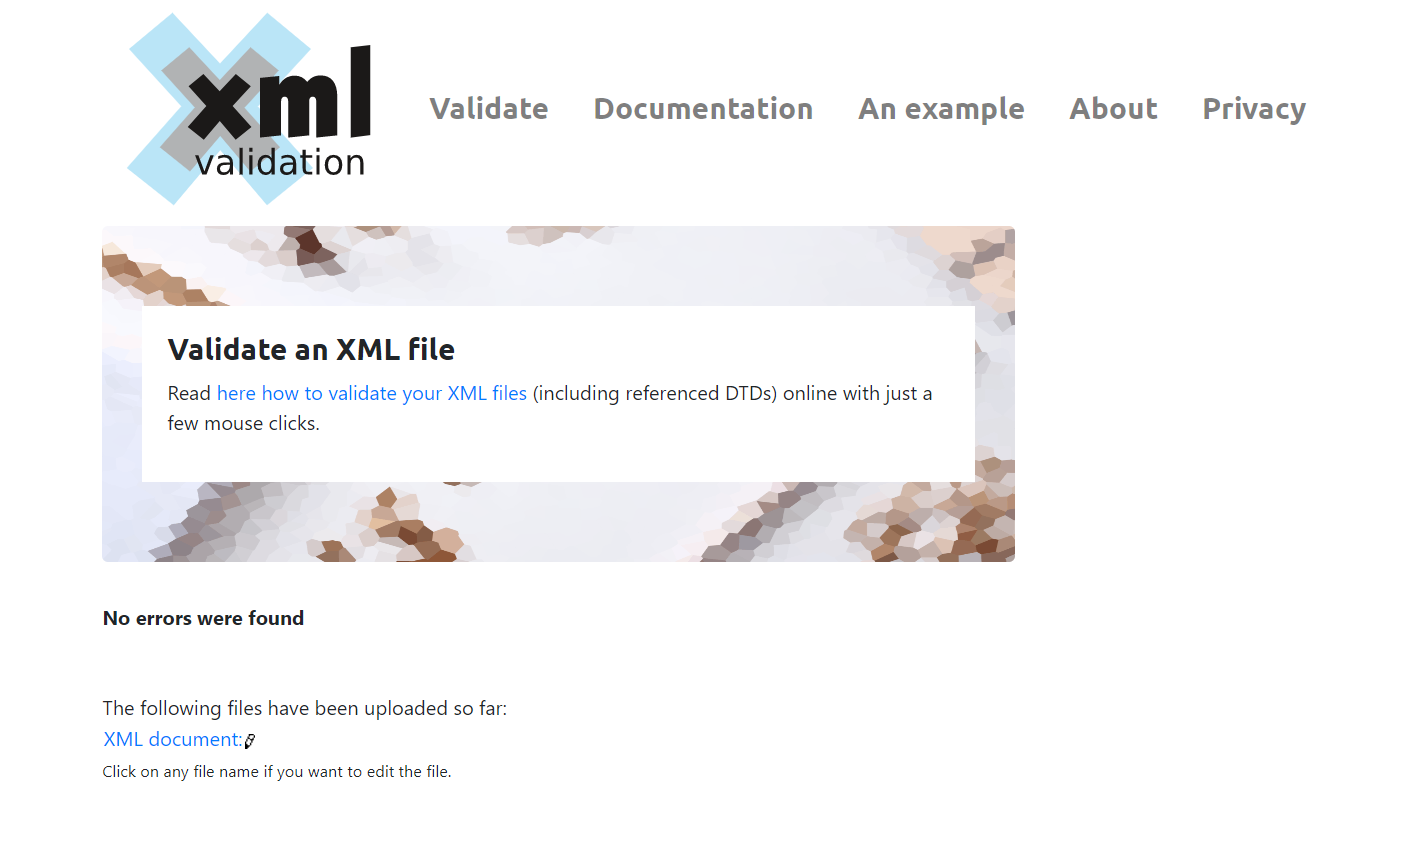 xml
validation
Validate
Documentation
An example
About
Privacy
Validate an XML file
Read here how to validate your XML files (including referenced DTDs) online with just a
few mouse clicks.
No errors were found
The following files have been uploaded so far:
XML document:
Click on any file name if you want to edit the file.